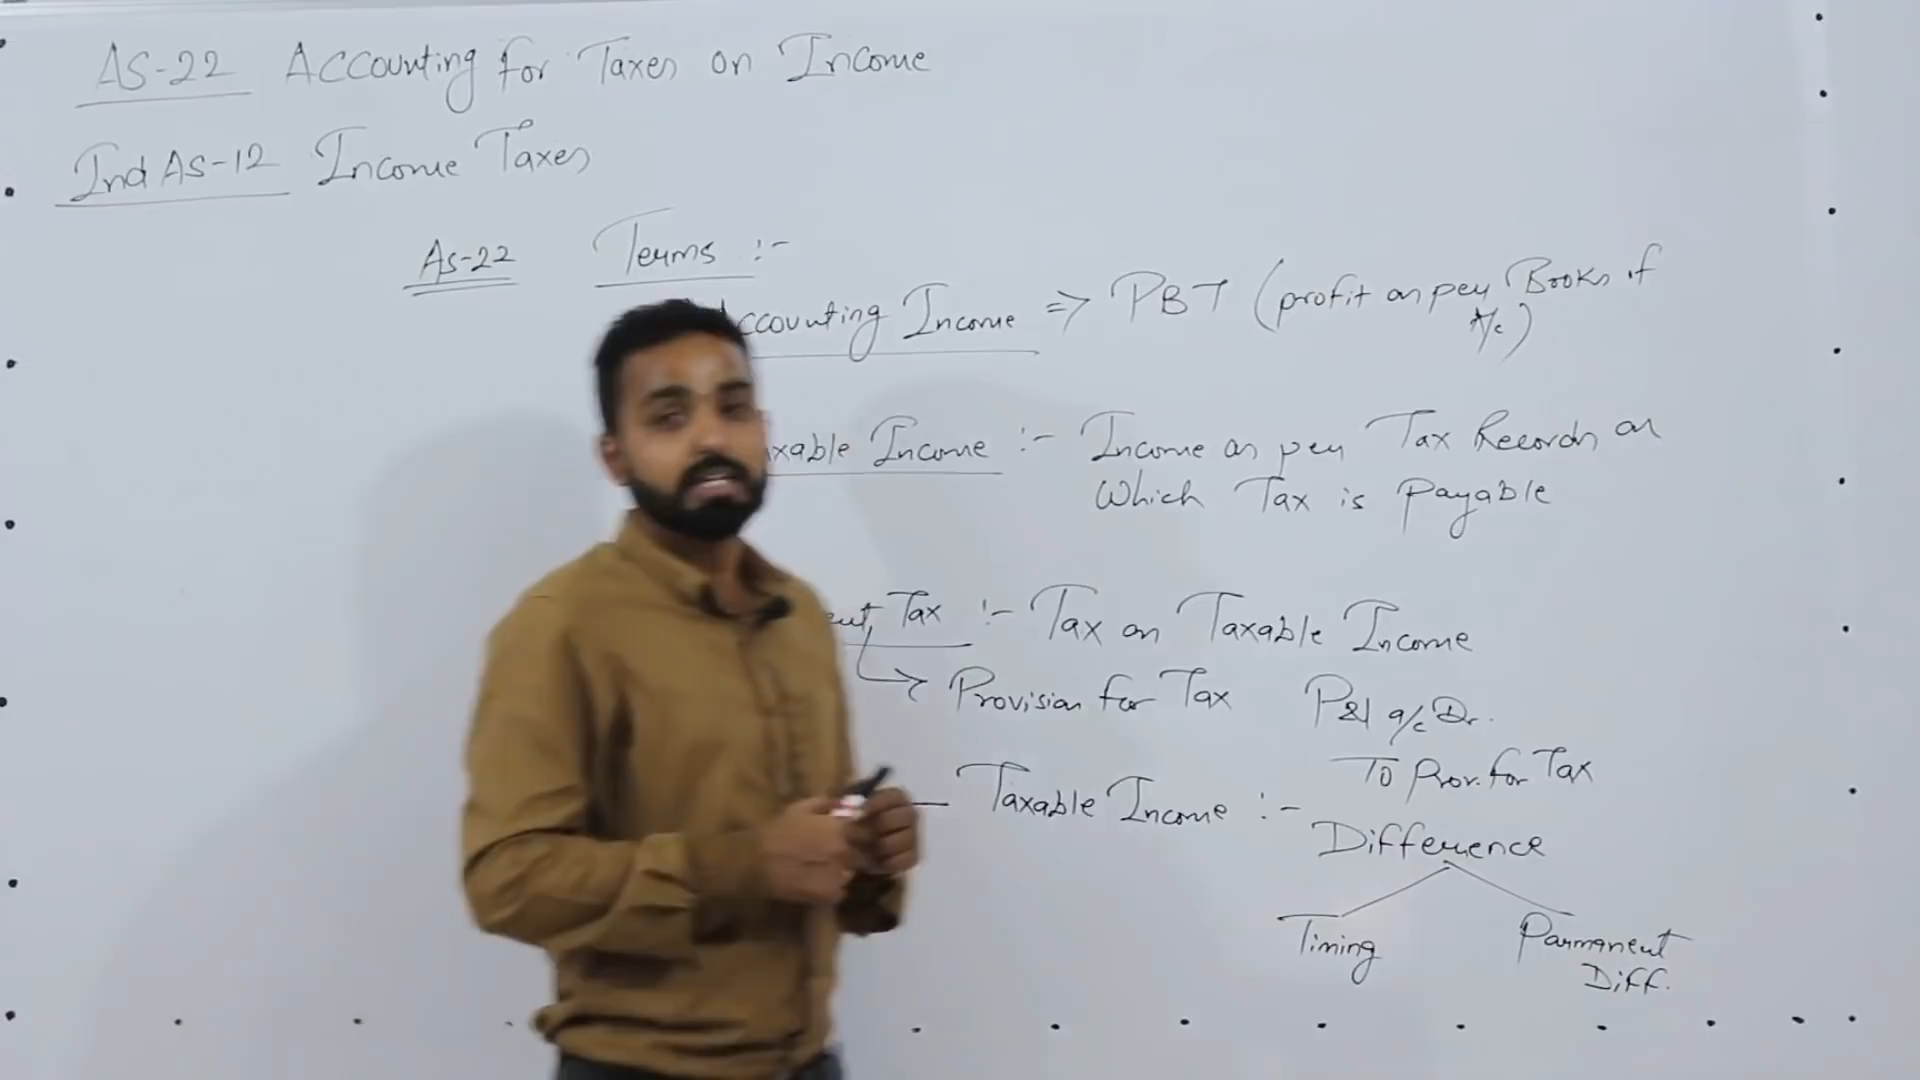 AS-22 Accounting for Taxes on Income
Ind AS-12 Income Taxes
AS-22 Terms :-
ccounting Income => PBT (profit as per Books of A/c)
xable Income :- Income as per Tax Records on
Which Tax is Payable
ent Tax :- Tax on Taxable Income
→ Provision for Tax P&l a/c Dr.
To Prov. for Tax
— Taxable Income :-
Difference
Timing Parmanent
Diff.